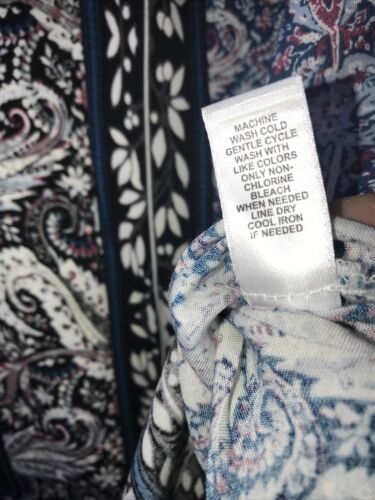 MACHINE
WASH COLD
GENTLE CYCLE
WASH WITH
LIKE COLORS
ONLY NON-
CHLORINE
BLEACH
WHEN NEEDED
LINE DRY
COOL IRON
IF NEEDED